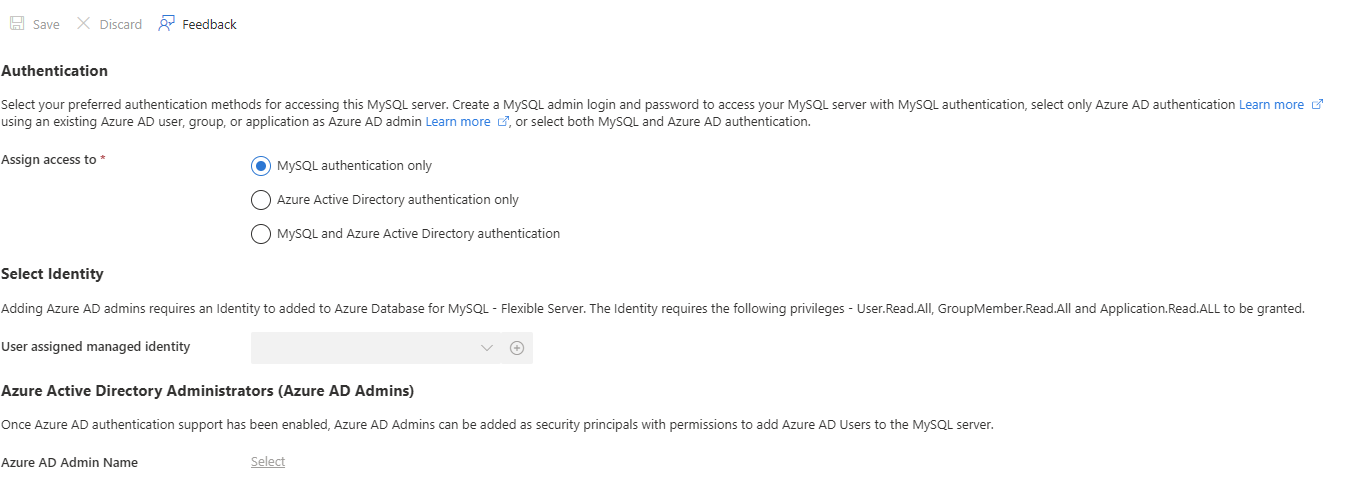 Save Discard Feedback
Authentication
Select your preferred authentication methods for accessing this MySQL server. Create a MySQL admin login and password to access your MySQL server with MySQL authentication, select only Azure AD authentication Learn more
using an existing Azure AD user, group, or application as Azure AD admin Learn more , or select both MySQL and Azure AD authentication.
Assign access to *
MySQL authentication only
Azure Active Directory authentication only
MySQL and Azure Active Directory authentication
Select Identity
Adding Azure AD admins requires an Identity to added to Azure Database for MySQL - Flexible Server. The Identity requires the following privileges - User.Read.All, GroupMember.Read.All and Application.Read.ALL to be granted.
User assigned managed identity
Azure Active Directory Administrators (Azure AD Admins)
Once Azure AD authentication support has been enabled, Azure AD Admins can be added as security principals with permissions to add Azure AD Users to the MySQL server.
Azure AD Admin Name Select